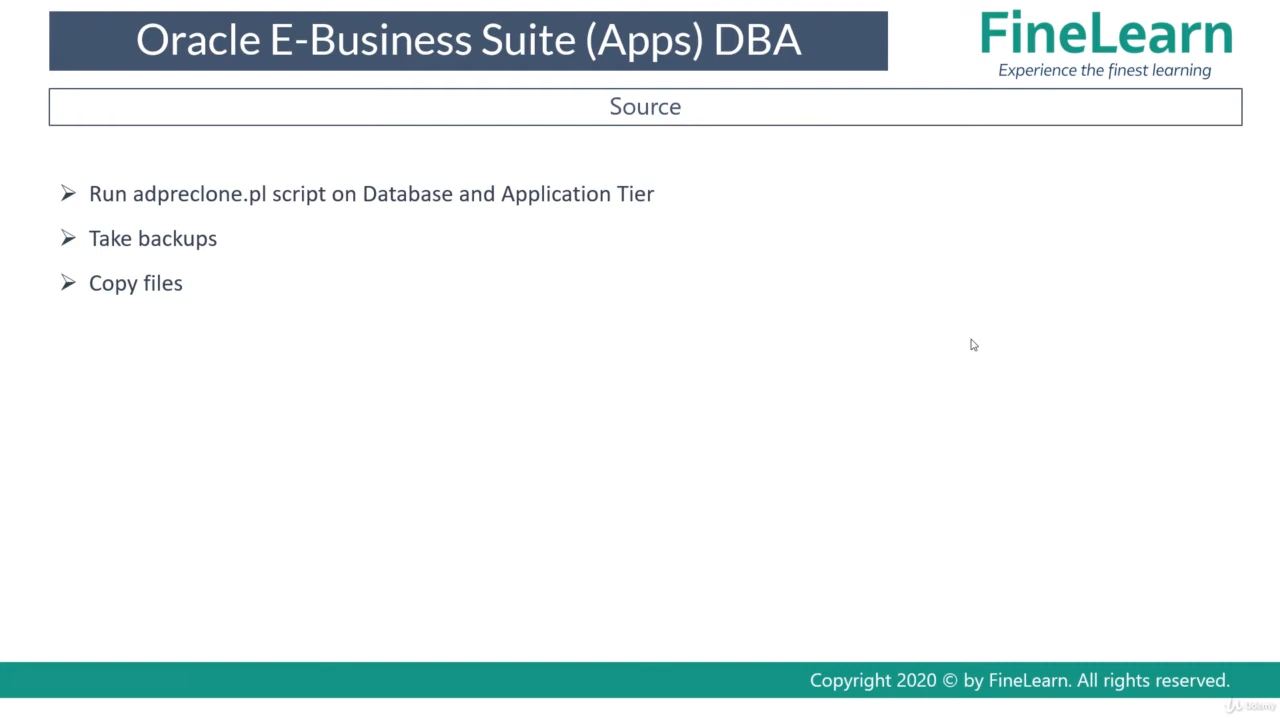 Oracle E-Business Suite (Apps) DBA
FineLearn
Experience the finest learning
Source
➢ Run adpreclone.pl script on Database and Application Tier
➢ Take backups
➢ Copy files
Copyright 2020 © by FineLearn. All rights reserved.
Udemy